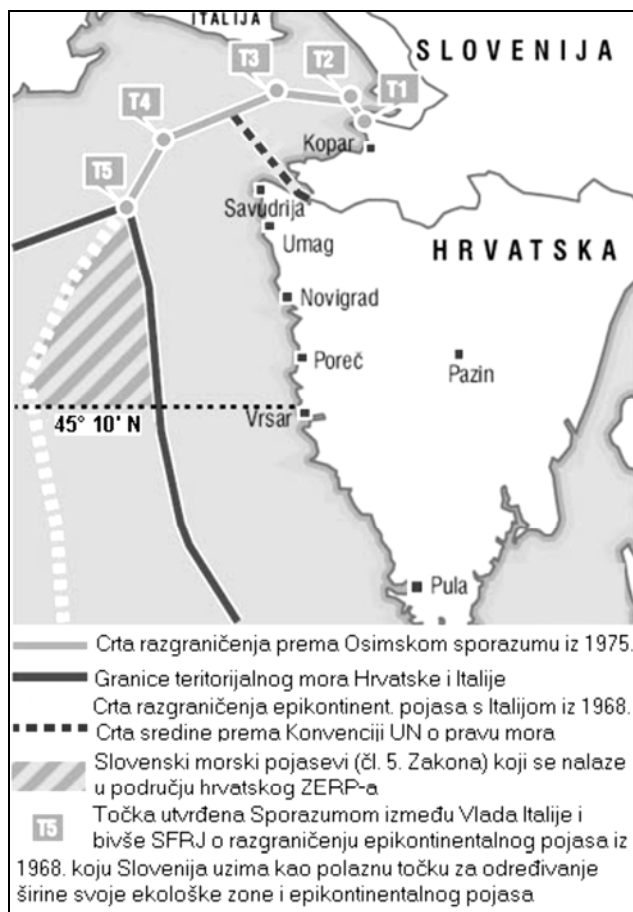 ITALIJA
SLOVENIJA
T3
T2
T1
T4
Kopar
T5
Savudrija
Umag
HRVATSKA
Novigrad
Poreč
Pazin
45° 10' N
Vrsar
Pula
Crta razgraničenja prema Osimskom sporazumu iz 1975.
Granice teritorijalnog mora Hrvatske i Italije
Crta razgraničenja epikontinent. pojasa s Italijom iz 1968.
Crta sredine prema Konvenciji UN o pravu mora
Slovenski morski pojasevi (čl. 5. Zakona) koji se nalaze
u području hrvatskog ZERP-a
T5
Točka utvrđena Sporazumom između Vlada Italije i
bivše SFRJ o razgraničenju epikontinentalnog pojasa iz
1968. koju Slovenija uzima kao polaznu točku za određivanje
širine svoje ekološke zone i epikontinentalnog pojasa